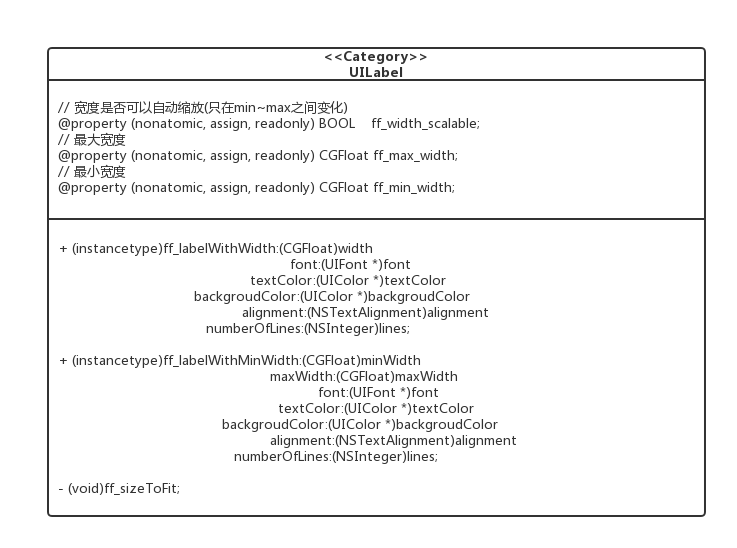 <<Category>>
UILabel
// 宽度是否可以自动缩放(只在min~max之间变化)
@property (nonatomic, assign, readonly) BOOL    ff_width_scalable;
// 最大宽度
@property (nonatomic, assign, readonly) CGFloat ff_max_width;
// 最小宽度
@property (nonatomic, assign, readonly) CGFloat ff_min_width;
+ (instancetype)ff_labelWithWidth:(CGFloat)width
font:(UIFont *)font
textColor:(UIColor *)textColor
backgroudColor:(UIColor *)backgroudColor
alignment:(NSTextAlignment)alignment
numberOfLines:(NSInteger)lines;
+ (instancetype)ff_labelWithMinWidth:(CGFloat)minWidth
maxWidth:(CGFloat)maxWidth
font:(UIFont *)font
textColor:(UIColor *)textColor
backgroudColor:(UIColor *)backgroudColor
alignment:(NSTextAlignment)alignment
numberOfLines:(NSInteger)lines;
- (void)ff_sizeToFit;